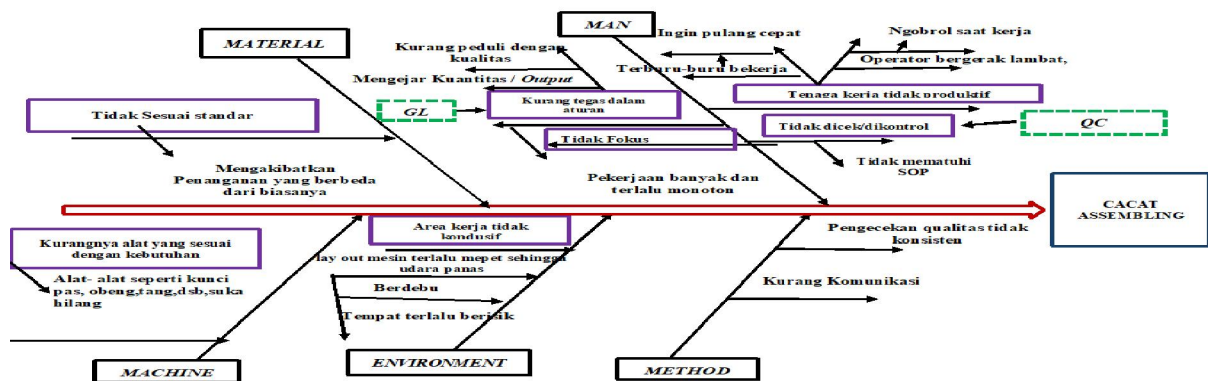 MAN
MATERIAL
Kurang peduli dengan
kualitas
Mengejar Kuantitas / Output
GL
Kurang tegas dalam
aturan
Tidak Fokus
Ingin pulang cepat
Terburu-buru bekerja
Ngobrol saat kerja
Operator bergerak lambat,
Tenaga kerja tidak produktif
Tidak dicek/dikontrol
QC
Tidak mematuhi
SOP
Pekerjaan banyak dan
terlalu monoton
Tidak Sesuai standar
Mengakibatkan
Penanganan yang berbeda
dari biasanya
CACAT
ASSEMBLING
Kurangnya alat yang sesuai
dengan kebutuhan
Alat- alat seperti kunci
pas, obeng,tang,dsb,suka
hilang
MACHINE
Area kerja tidak
kondusif
lay out mesin terlalu mepet sehingga
udara panas
Berdebu
Tempat terlalu berisik
ENVIRONMENT
Pengecekan qualitas tidak
konsisten
Kurang Komunikasi
METHOD